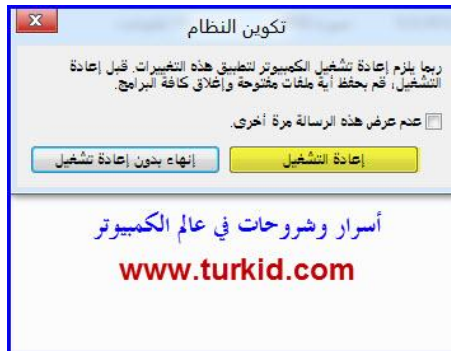 تكوين النظام
ربما يلزم إعادة تشغيل الكمبيوتر لتطبيق هذه التغييرات. قبل إعادة
التشغيل، قم بحفظ أية ملفات مفتوحة وإغلاق كافة البرامج.
عدم عرض هذه الرسالة مرة أخرى.
إعادة التشغيل
إنهاء بدون إعادة تشغيل
أسرار وشروحات في عالم الكمبيوتر
www.turkid.com